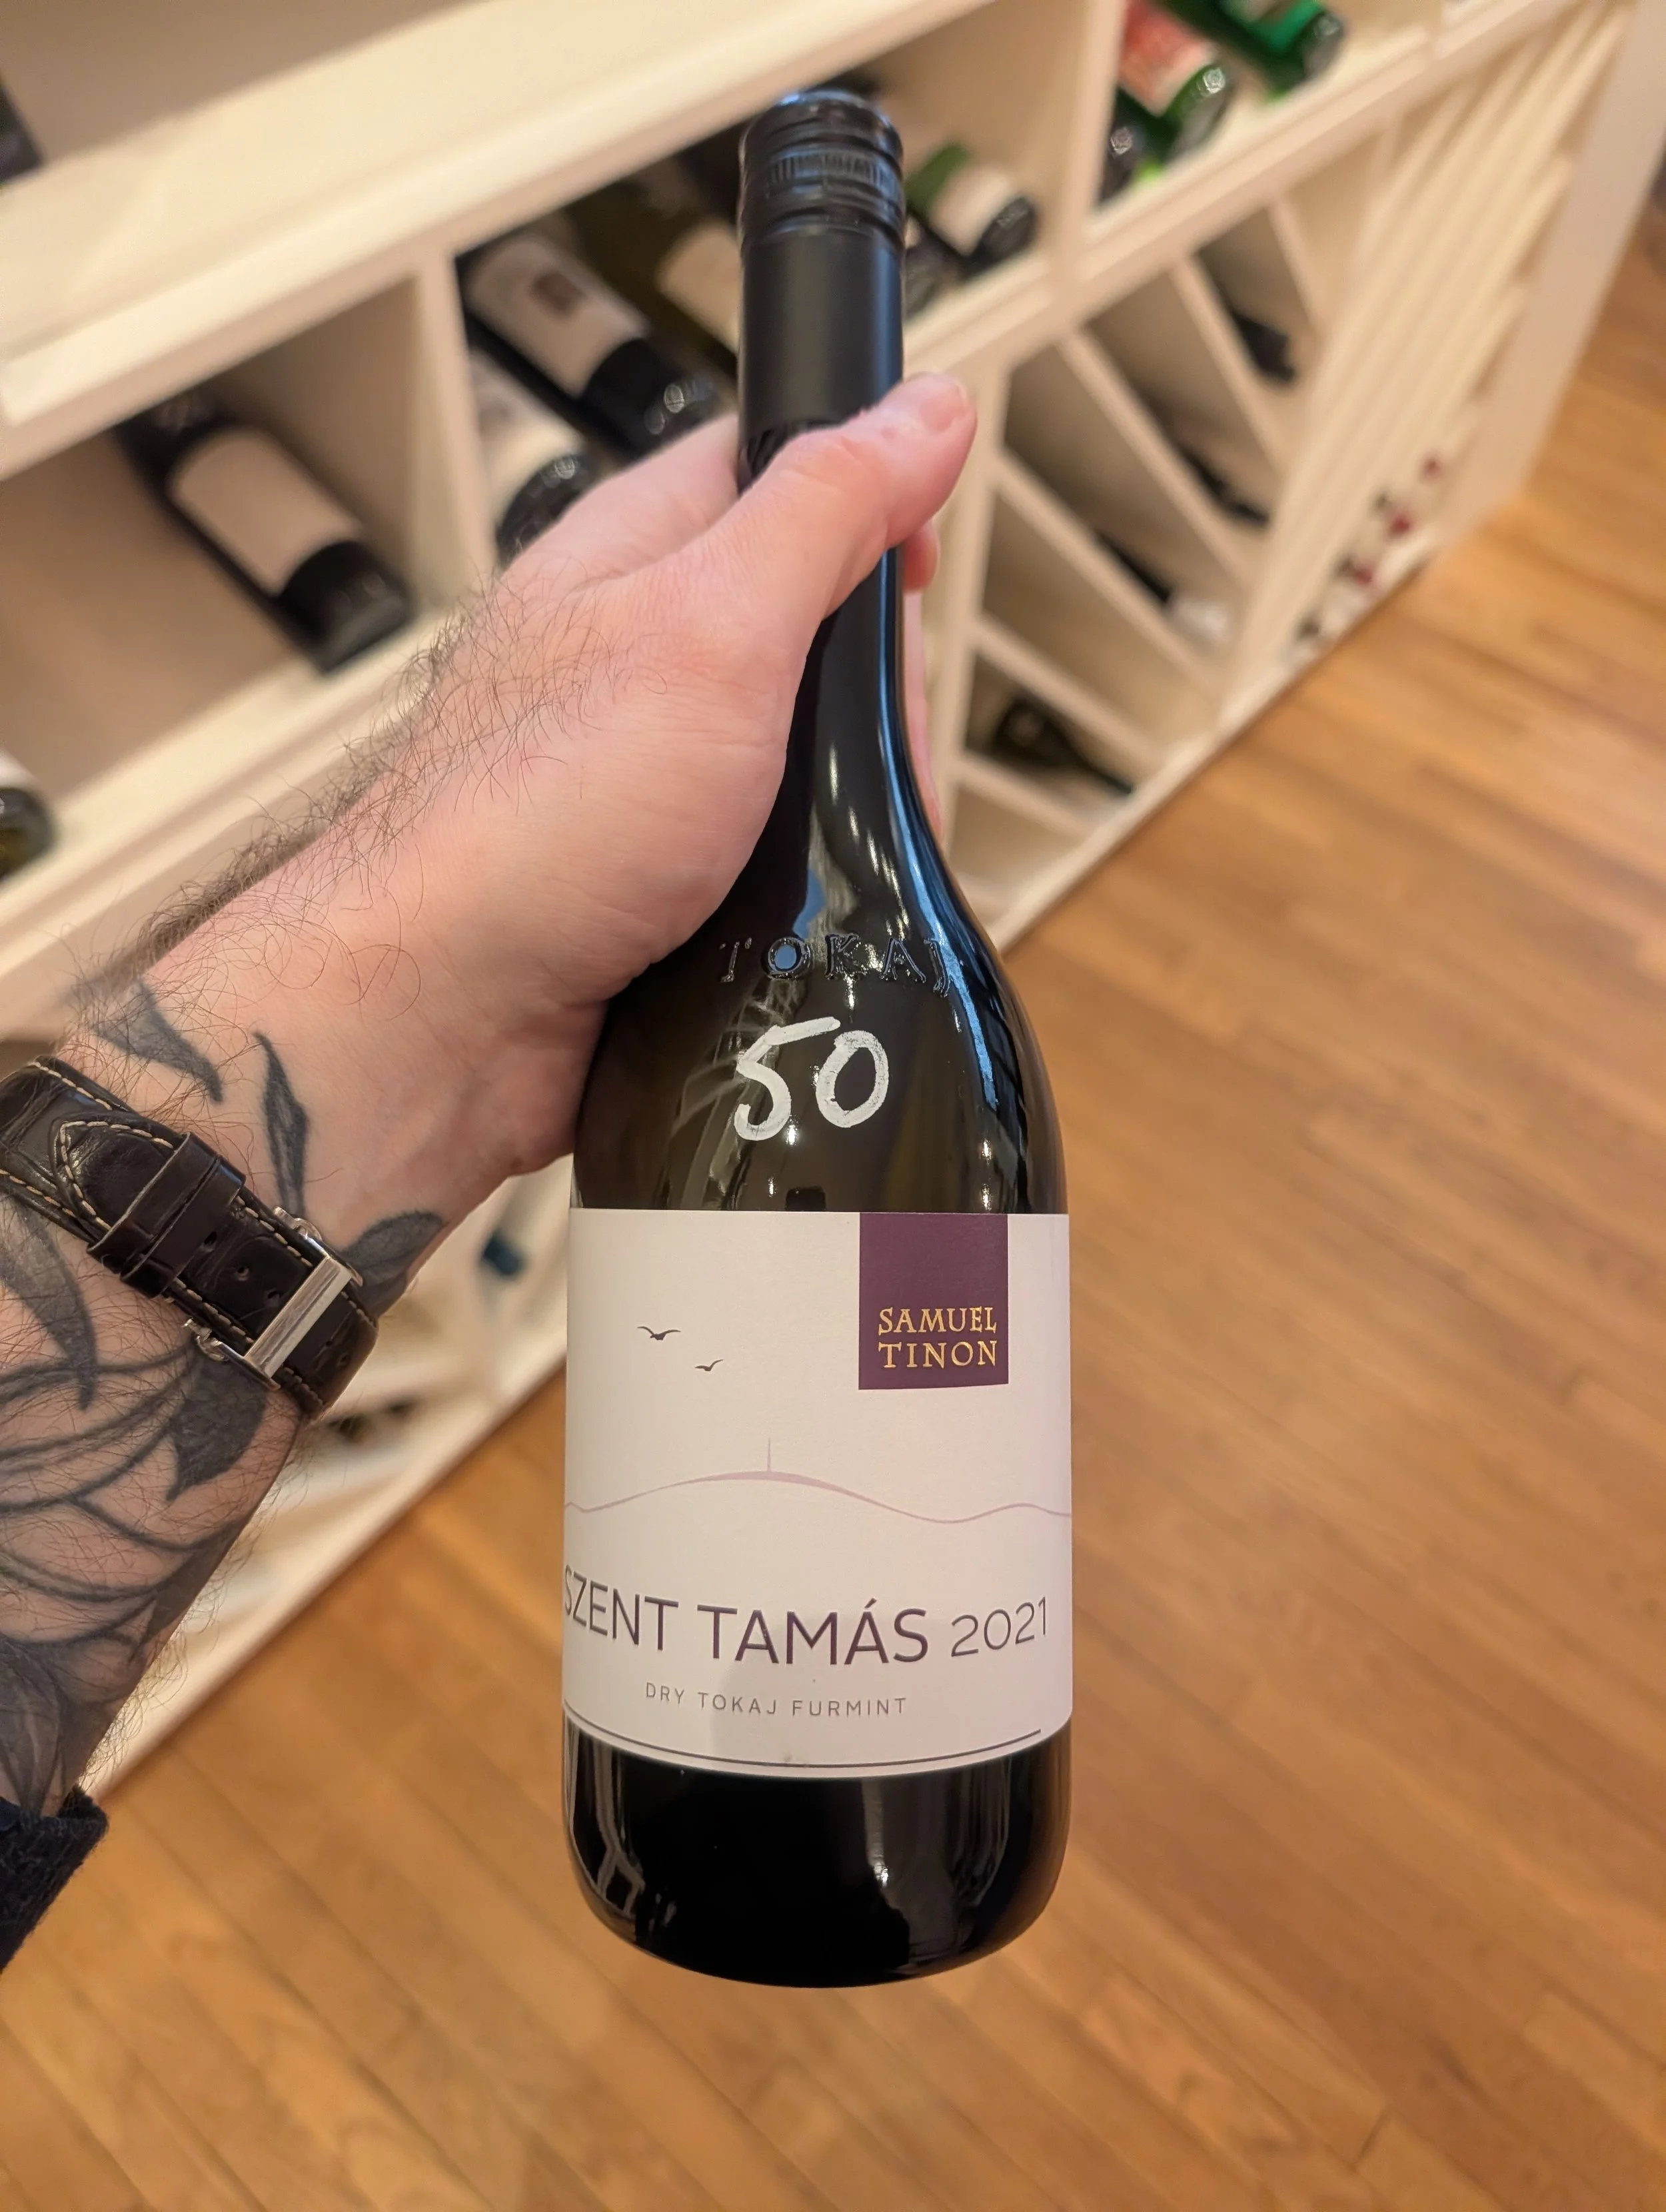 TOKAJ
50
SAMUEL
TINON
SZENT TAMÁS 2021
DRY TOKAJ FURMINT